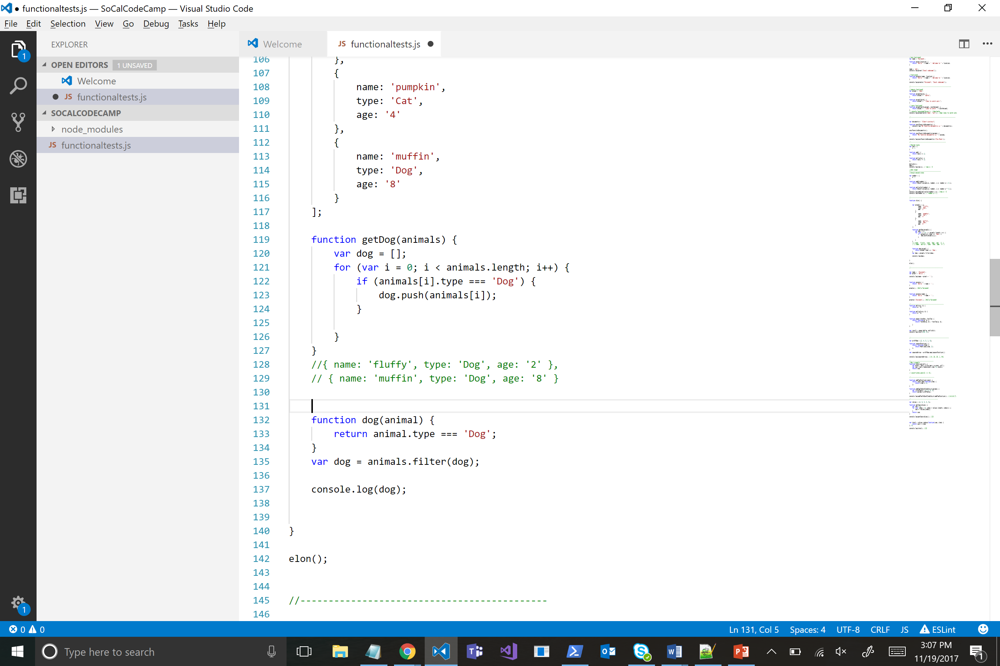 functionaltests.js — SoCalCodeCamp — Visual Studio Code
File Edit Selection View Go Debug Tasks Help
EXPLORER
OPEN EDITORS 1 UNSAVED
Welcome
JS functionaltests.js
SOCALCODECAMP
node_modules
JS functionaltests.js
1
1
Welcome
JS functionaltests.js
106 },
107 {
108 name: 'pumpkin',
109 type: 'Cat',
110 age: '4'
111 },
112 {
113 name: 'muffin',
114 type: 'Dog',
115 age: '8'
116 }
117 ];
118
119 function getDog(animals) {
120 var dog = [];
121 for (var i = 0; i < animals.length; i++) {
122 if (animals[i].type === 'Dog') {
123 dog.push(animals[i]);
124 }
125
126 }
127 }
128 //{ name: 'fluffy', type: 'Dog', age: '2' },
129 // { name: 'muffin', type: 'Dog', age: '8' }
130
131
132 function dog(animal) {
133 return animal.type === 'Dog';
134 }
135 var dog = animals.filter(dog);
136
137 console.log(dog);
138
139
140 }
141
142 elon();
143
144
145 //--------------------------------------------
146
0 0
Ln 131, Col 5 Spaces: 4 UTF-8 CRLF JS ESLint
Type here to search
3:07 PM
11/19/2017
1